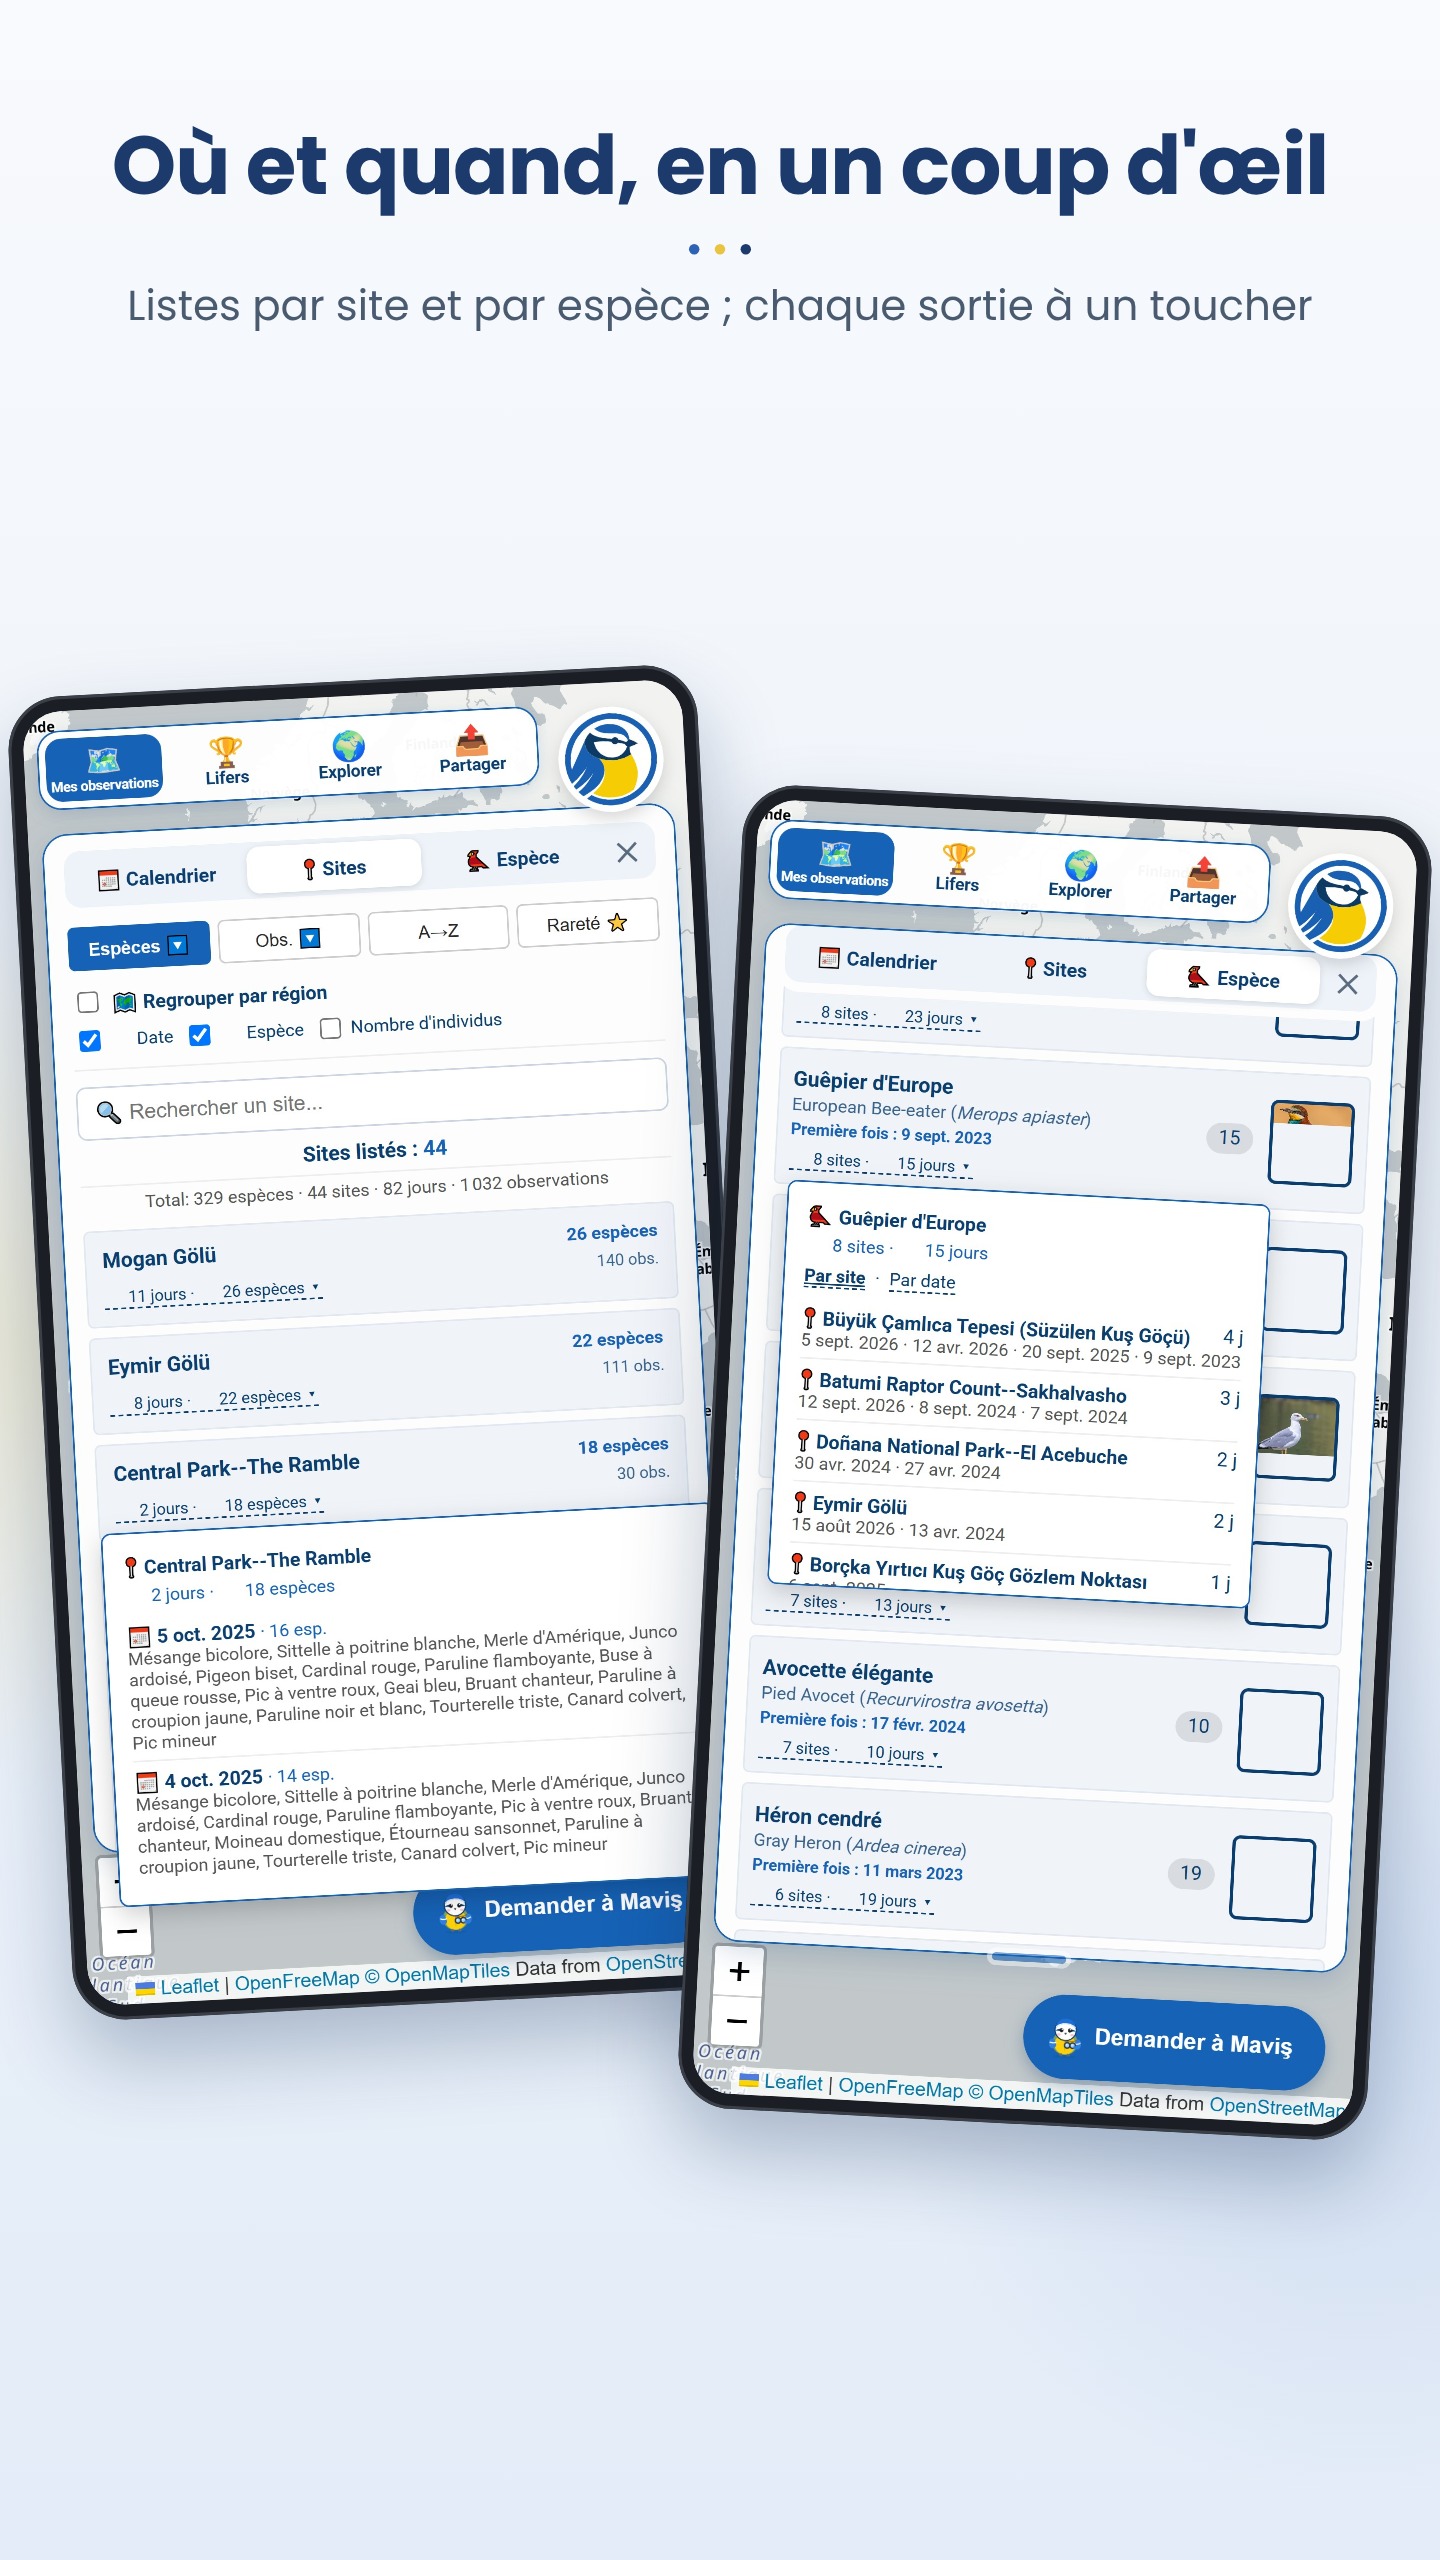 Où et quand, en un coup d'œil
Listes par site et par espèce ; chaque sortie à un toucher
nde
Mes observations
Lifers
Explorer
Partager
Calendrier
Sites
Espèce
Espèces
Obs.
A→Z
Rareté
Regrouper par région
Date
Espèce
Nombre d'individus
Rechercher un site...
Sites listés : 44
Total: 329 espèces · 44 sites · 82 jours · 1 032 observations
Mogan Gölü
26 espèces
140 obs.
11 jours · 26 espèces
Eymir Gölü
22 espèces
111 obs.
8 jours · 22 espèces
Central Park--The Ramble
18 espèces
30 obs.
2 jours · 18 espèces
Central Park--The Ramble
2 jours · 18 espèces
5 oct. 2025 · 16 esp.
Mésange bicolore, Sittelle à poitrine blanche, Merle d'Amérique, Junco
ardoisé, Pigeon biset, Cardinal rouge, Paruline flamboyante, Buse à
queue rousse, Pic à ventre roux, Geai bleu, Bruant chanteur, Paruline à
croupion jaune, Paruline noir et blanc, Tourterelle triste, Canard colvert,
Pic mineur
4 oct. 2025 · 14 esp.
Mésange bicolore, Sittelle à poitrine blanche, Merle d'Amérique, Junco
ardoisé, Cardinal rouge, Paruline flamboyante, Pic à ventre roux, Bruant
chanteur, Moineau domestique, Étourneau sansonnet, Paruline à
croupion jaune, Tourterelle triste, Canard colvert, Pic mineur
−
Demander à Maviş
Océan
Leaflet | OpenFreeMap © OpenMapTiles Data from OpenStre
nde
Mes observations
Lifers
Explorer
Partager
Calendrier
Sites
Espèce
8 sites · 23 jours
Guêpier d'Europe
European Bee-eater (Merops apiaster)
Première fois : 9 sept. 2023
8 sites · 15 jours
15
Guêpier d'Europe
8 sites · 15 jours
Par site · Par date
Büyük Çamlıca Tepesi (Süzülen Kuş Göçü) 4 j
5 sept. 2026 · 12 avr. 2026 · 20 sept. 2025 · 9 sept. 2023
Batumi Raptor Count--Sakhalvasho 3 j
12 sept. 2026 · 8 sept. 2024 · 7 sept. 2024
Doñana National Park--El Acebuche 2 j
30 avr. 2024 · 27 avr. 2024
Eymir Gölü 2 j
15 août 2026 · 13 avr. 2024
Borçka Yırtıcı Kuş Göç Gözlem Noktası 1 j
7 sites · 13 jours
Avocette élégante
Pied Avocet (Recurvirostra avosetta)
Première fois : 17 févr. 2024
7 sites · 10 jours
10
Héron cendré
Gray Heron (Ardea cinerea)
Première fois : 11 mars 2023
6 sites · 19 jours
19
+
−
Demander à Maviş
Océan
Leaflet | OpenFreeMap © OpenMapTiles Data from OpenStreetMap